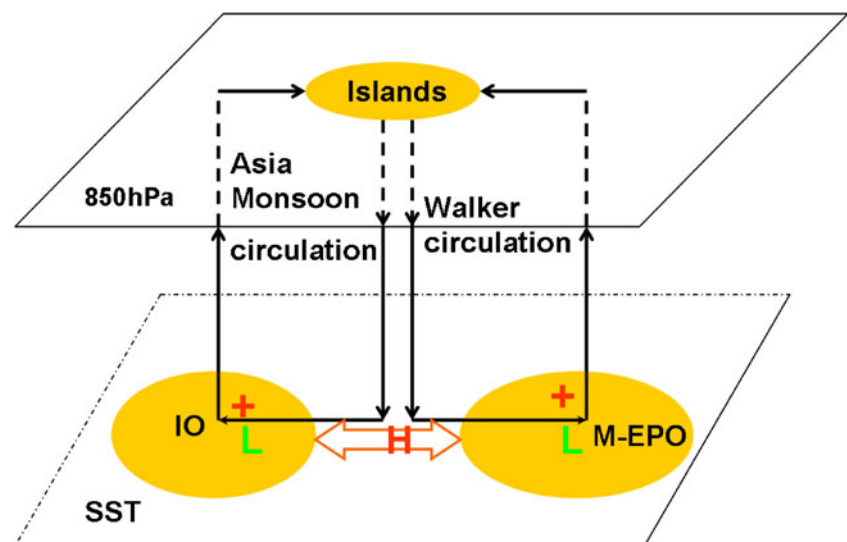 Islands
Asia
Monsoon
circulation
850hPa
Walker
circulation
+
IO
L
H
+
L
M-EPO
SST